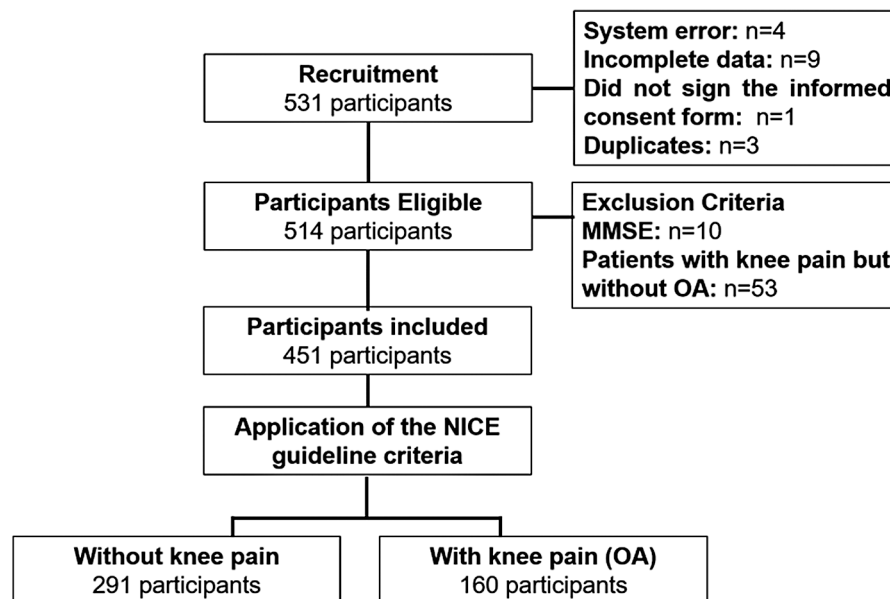 Recruitment
531 participants
System error: n=4
Incomplete data: n=9
Did not sign the informed
consent form: n=1
Duplicates: n=3
Participants Eligible
514 participants
Exclusion Criteria
MMSE: n=10
Patients with knee pain but
without OA: n=53
Participants included
451 participants
Application of the NICE
guideline criteria
Without knee pain
291 participants
With knee pain (OA)
160 participants